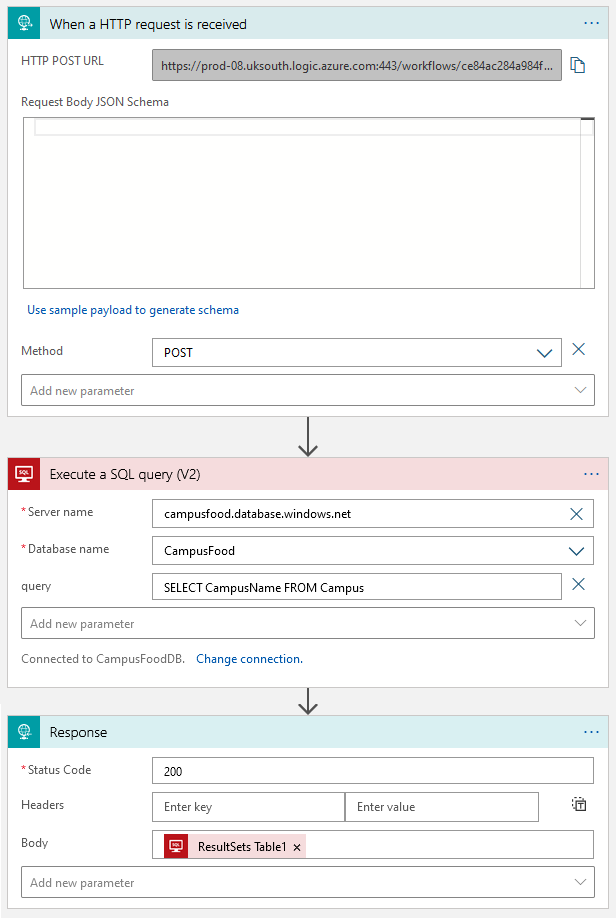 When a HTTP request is received
HTTP POST URL
https://prod-08.uksouth.logic.azure.com:443/workflows/ce84ac284a984f...
Request Body JSON Schema
Use sample payload to generate schema
Method
POST
Add new parameter
SQL
Execute a SQL query (V2)
* Server name
campusfood.database.windows.net
* Database name
CampusFood
query
SELECT CampusName FROM Campus
Add new parameter
Connected to CampusFoodDB. Change connection.
Response
* Status Code
200
Headers
Enter key
Enter value
Body
SQL
ResultSets Table1 ×
Add new parameter